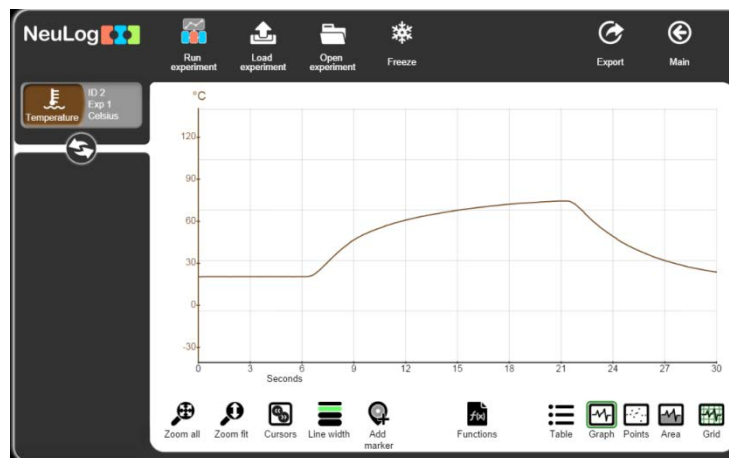 NeuLog
Run
experiment
Load
experiment
Open
experiment
Freeze
Export
Main
Temperature
ID 2
Exp 1
Celsius
°C
120
90
60
30
0
-30
0 3 6 9 12 15 18 21 24 27 30
Seconds
Zoom all
Zoom fit
Cursors
Line width
Add
marker
f(x)
Functions
Table
Graph
Points
Area
Grid